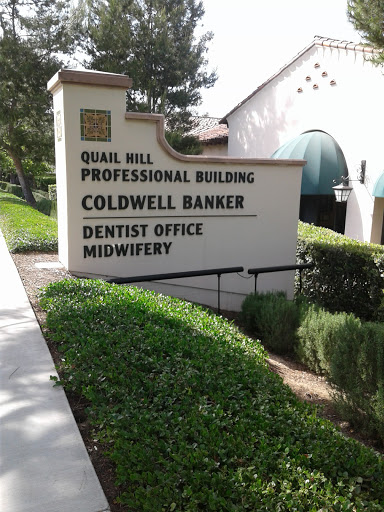 QUAIL HILL
PROFESSIONAL BUILDING
COLDWELL BANKER
DENTIST OFFICE
MIDWIFERY